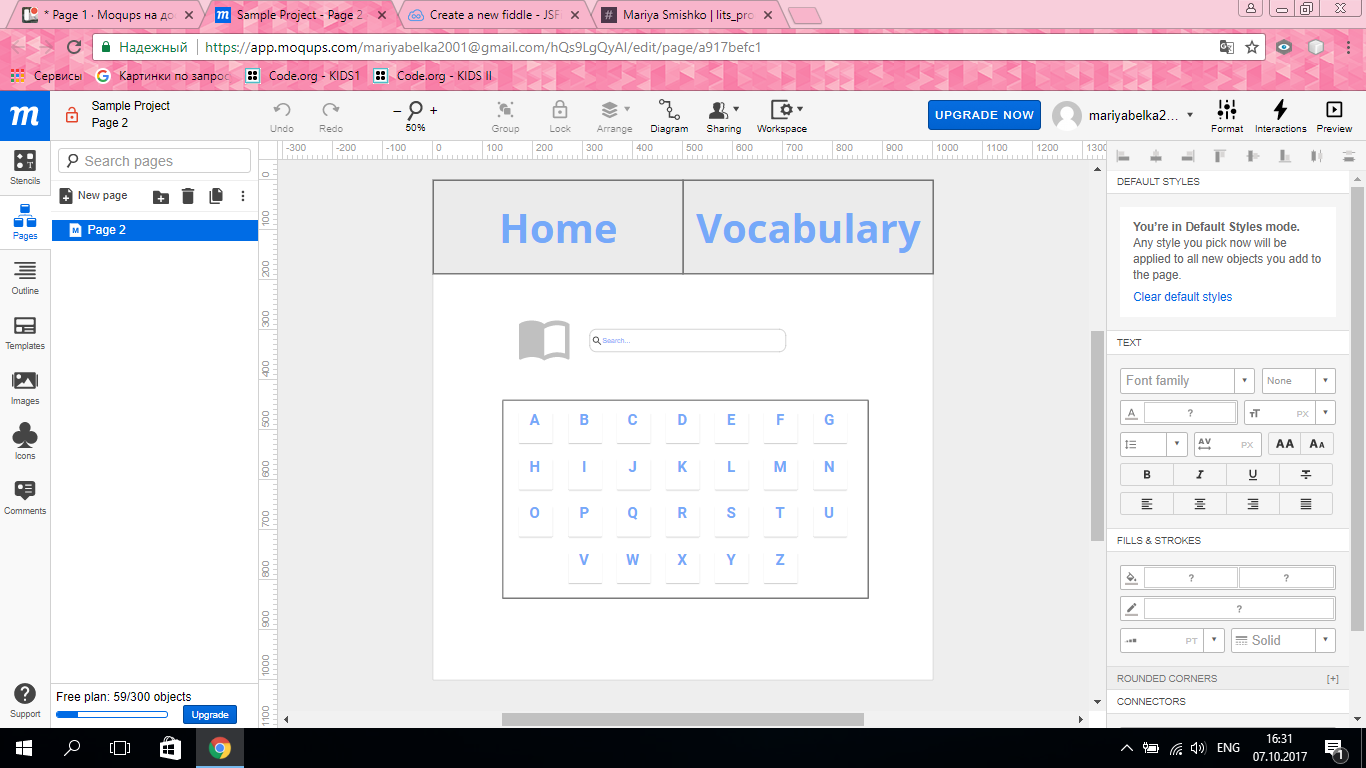 * Page 1 · Moqups на до
Sample Project - Page 2
Create a new fiddle - JSF
Mariya Smishko | lits_pro
Надежный
https://app.moqups.com/mariyabelka2001@gmail.com/hQs9LgQyAl/edit/page/a917befc1
Сервисы
Картинки по запрос
Code.org - KIDS1
Code.org - KIDS II
m
Sample Project
Page 2
Undo
Redo
– +
50%
Group
Lock
Arrange
Diagram
Sharing
Workspace
UPGRADE NOW
mariyabelka2...
Format
Interactions
Preview
Stencils
Pages
Outline
Templates
Images
Icons
Comments
Support
Search pages
New page
M Page 2
Free plan: 59/300 objects
Upgrade
-300 -200 -100 0 100 200 300 400 500 600 700 800 900 1000 1100 1200 1300
0
100
200
300
400
500
600
700
800
900
1000
1100
Home Vocabulary
Search...
A B C D E F G
H I J K L M N
O P Q R S T U
V W X Y Z
DEFAULT STYLES
You're in Default Styles mode.
Any style you pick now will be
applied to all new objects you add to
the page.
Clear default styles
TEXT
Font family None
A ? тT PX
AV PX AA AA
B I U T
FILLS & STROKES
? ?
?
PT Solid
ROUNDED CORNERS [+]
CONNECTORS
ENG
16:31
07.10.2017
1